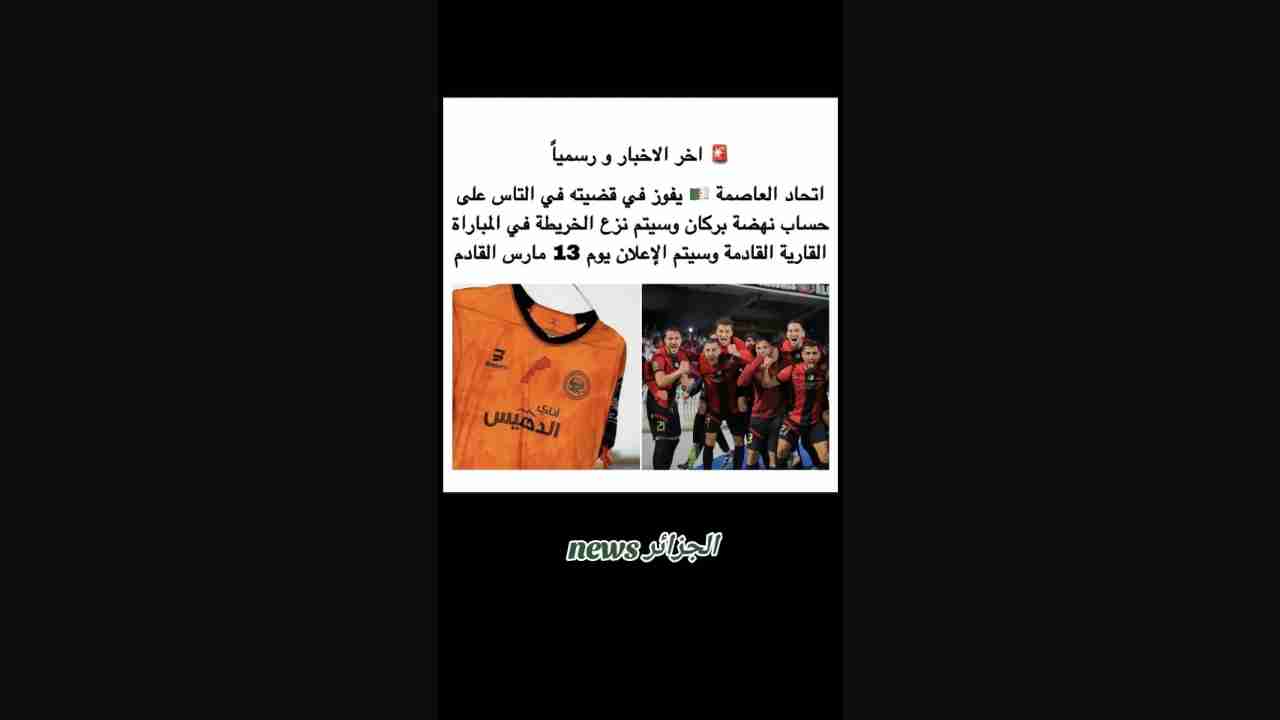 🚨 اخر الاخبار و رسمياً
اتحاد العاصمة 🇩🇿 يفوز في قضيته في التاس على
حساب نهضة بركان وسيتم نزع الخريطة في المباراة
القارية القادمة وسيتم الإعلان يوم 13 مارس القادم
الدهيس
21
27
الجزائر news